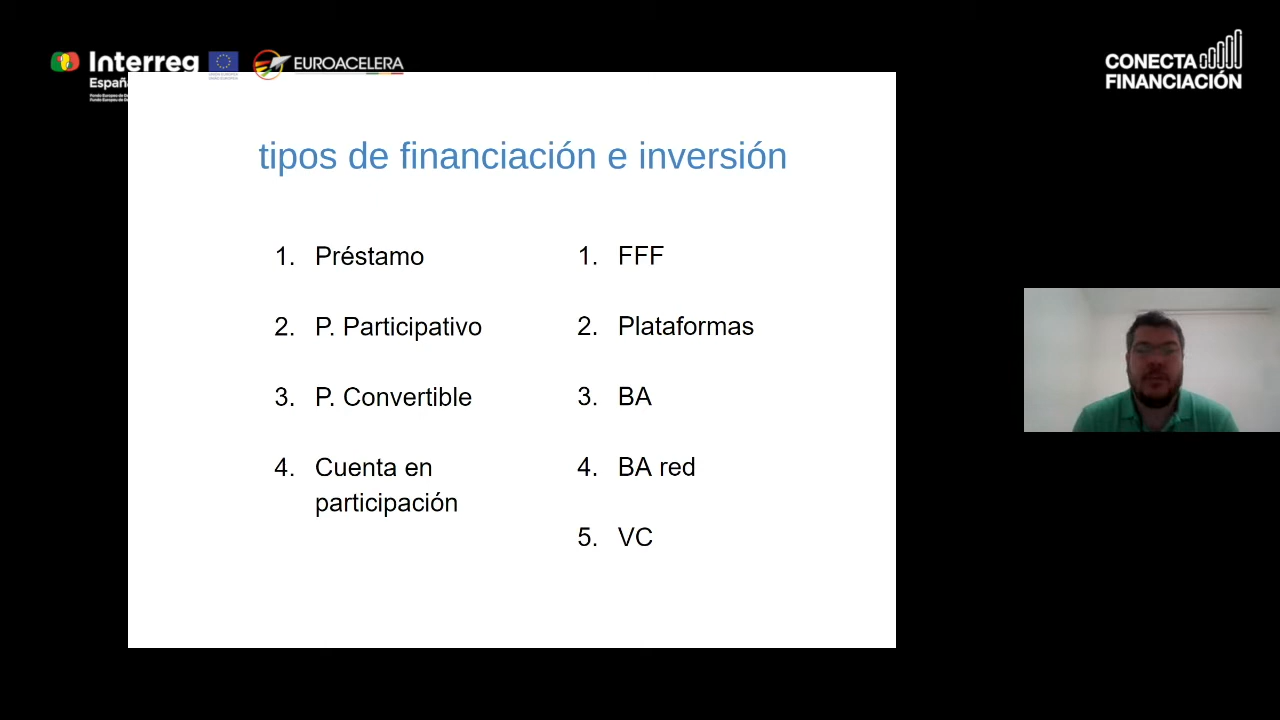 Interreg
España
EUROACELERA
CONECTA
FINANCIACIÓN
tipos de financiación e inversión
1. Préstamo
2. P. Participativo
3. P. Convertible
4. Cuenta en
participación
1. FFF
2. Plataformas
3. BA
4. BA red
5. VC